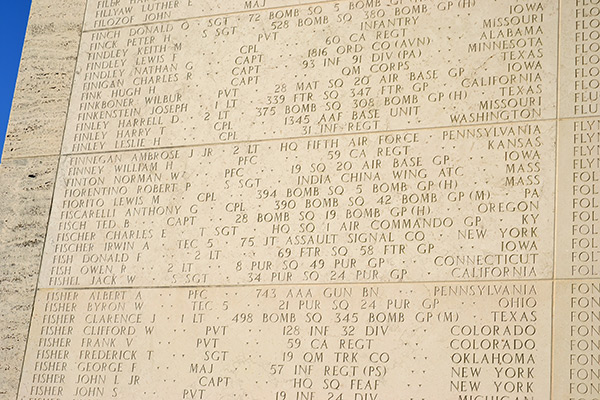 FILLYAW LUTHER E MAJ
FILOZOF JOHN
FINCH DONALD O S SGT 72 BOMB SQ 5 BOMB GP (H)
FINCK PETER H 528 BOMB SQ 380 BOMB GP (H)
FINDLEY KEITH M CPL INFANTRY IOWA
FINDLEY LEWIS F CAPT 60 CA REGT MISSOURI
FINDLEY NATHAN G 1816 ORD CO (AVN) ALABAMA
FINIGAN CHARLES R CAPT 93 INF 91 DIV (PA) MINNESOTA
FINK HUGH H QM CORPS TEXAS
FINKBONER WILBUR PVT 28 MAT SQ 22 AIR BASE GP IOWA
FINKENSTEIN JOSEPH 1 LT 339 FTR SQ 347 FTR GP CALIFORNIA
FINLEY HARRELL D 2 LT 375 BOMB SQ 308 BOMB GP (H) TEXAS
FINLEY HARRY T CPL 1345 AAF BASE UNIT MISSOURI
FINLEY LESLIE H CPL 31 INF REGT WASHINGTON
FINNEGAN AMBROSE J JR 2 LT HQ FIFTH AIR FORCE PENNSYLVANIA
FINNEY WILLIAM PFC 59 CA REGT KANSAS
FINTON NORMAN W PFC 19 SQ 20 AIR BASE GP IOWA
FIORENTINO ROBERT P S SGT INDIA CHINA WING ATC MASS
FIORITO LEWIS M CPL 394 BOMB SQ 5 BOMB GP (H) MASS
FISCARELLI ANTHONY G CPL 390 BOMB SQ 42 BOMB GP (M) PA
FISCH TED B CAPT 28 BOMB SQ 19 BOMB GP (H) OREGON
FISCHER CHARLES E T SGT HQ SQ 1 AIR COMMANDO GP KY
FISCHER IRWIN A TEC 5 75 JT ASSAULT SIGNAL CO NEW YORK
FISH DONALD F 2 LT 69 FTR SQ 58 FTR GP IOWA
FISH OWEN R 2 LT 8 PUR SQ 49 PUR GP CONNECTICUT
FISHEL JACK W S SGT 34 PUR SQ 24 PUR GP CALIFORNIA
FISHER ALBERT A PFC 743 AAA GUN BN PENNSYLVANIA
FISHER BYRON W TEC 5 21 PUR SQ 24 PUR GP OHIO
FISHER CLARENCE J 1 LT 498 BOMB SQ 345 BOMB GP (M) TEXAS
FISHER CLIFFORD W PVT 128 INF 32 DIV COLORADO
FISHER FRANK V PVT 59 CA REGT COLORADO
FISHER FREDERICK T SGT 19 QM TRK CO OKLAHOMA
FISHER GEORGE F MAJ 57 INF REGT (PS) NEW YORK
FISHER JOHN L JR CAPT HQ SQ FEAF NEW YORK
FISHER JOHN S PVT 19 INF 24 DIV MICHIGAN